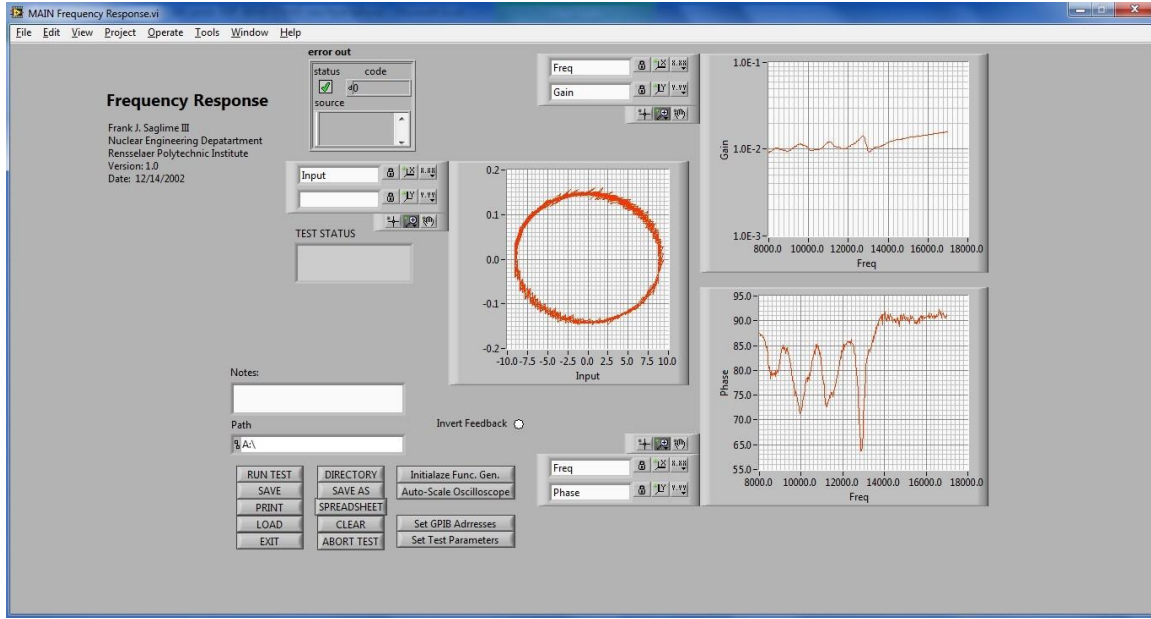 MAIN Frequency Response.vi
File Edit View Project Operate Tools Window Help
error out
status code
d0
source
Frequency Response
Frank J. Saglime III
Nuclear Engineering Depatartment
Rensselaer Polytechnic Institute
Version: 1.0
Date: 12/14/2002
Input
TEST STATUS
0.2
0.1
0.0
-0.1
-0.2
-10.0 -7.5 -5.0 -2.5 0.0 2.5 5.0 7.5 10.0
Input
Freq
Gain
1.0E-1
1.0E-2
1.0E-3
Gain
8000.0 10000.0 12000.0 14000.0 16000.0 18000.0
Freq
95.0
90.0
85.0
80.0
75.0
70.0
65.0
55.0
Phase
8000.0 10000.0 12000.0 14000.0 16000.0 18000.0
Freq
Notes:
Path
A:\
Invert Feedback
Freq
Phase
RUN TEST DIRECTORY Initialaze Func. Gen.
SAVE SAVE AS Auto-Scale Oscilloscope
PRINT SPREADSHEET
LOAD CLEAR Set GPIB Adrresses
EXIT ABORT TEST Set Test Parameters